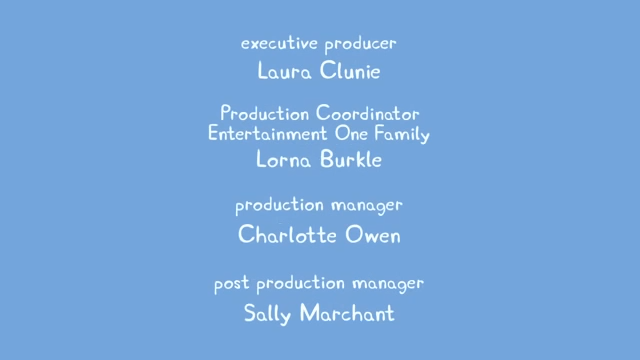 executive producer
Laura Clunie
Production Coordinator
Entertainment One Family
Lorna Burkle
production manager
Charlotte Owen
post production manager
Sally Marchant